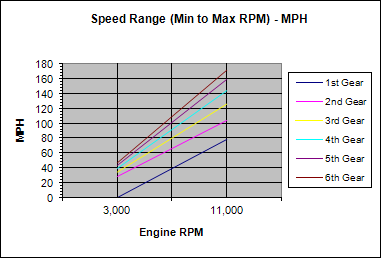 Speed Range (Min to Max RPM) - MPH
MPH
180
160
140
120
100
80
60
40
20
0
3,000
11,000
Engine RPM
1st Gear
2nd Gear
3rd Gear
4th Gear
5th Gear
6th Gear